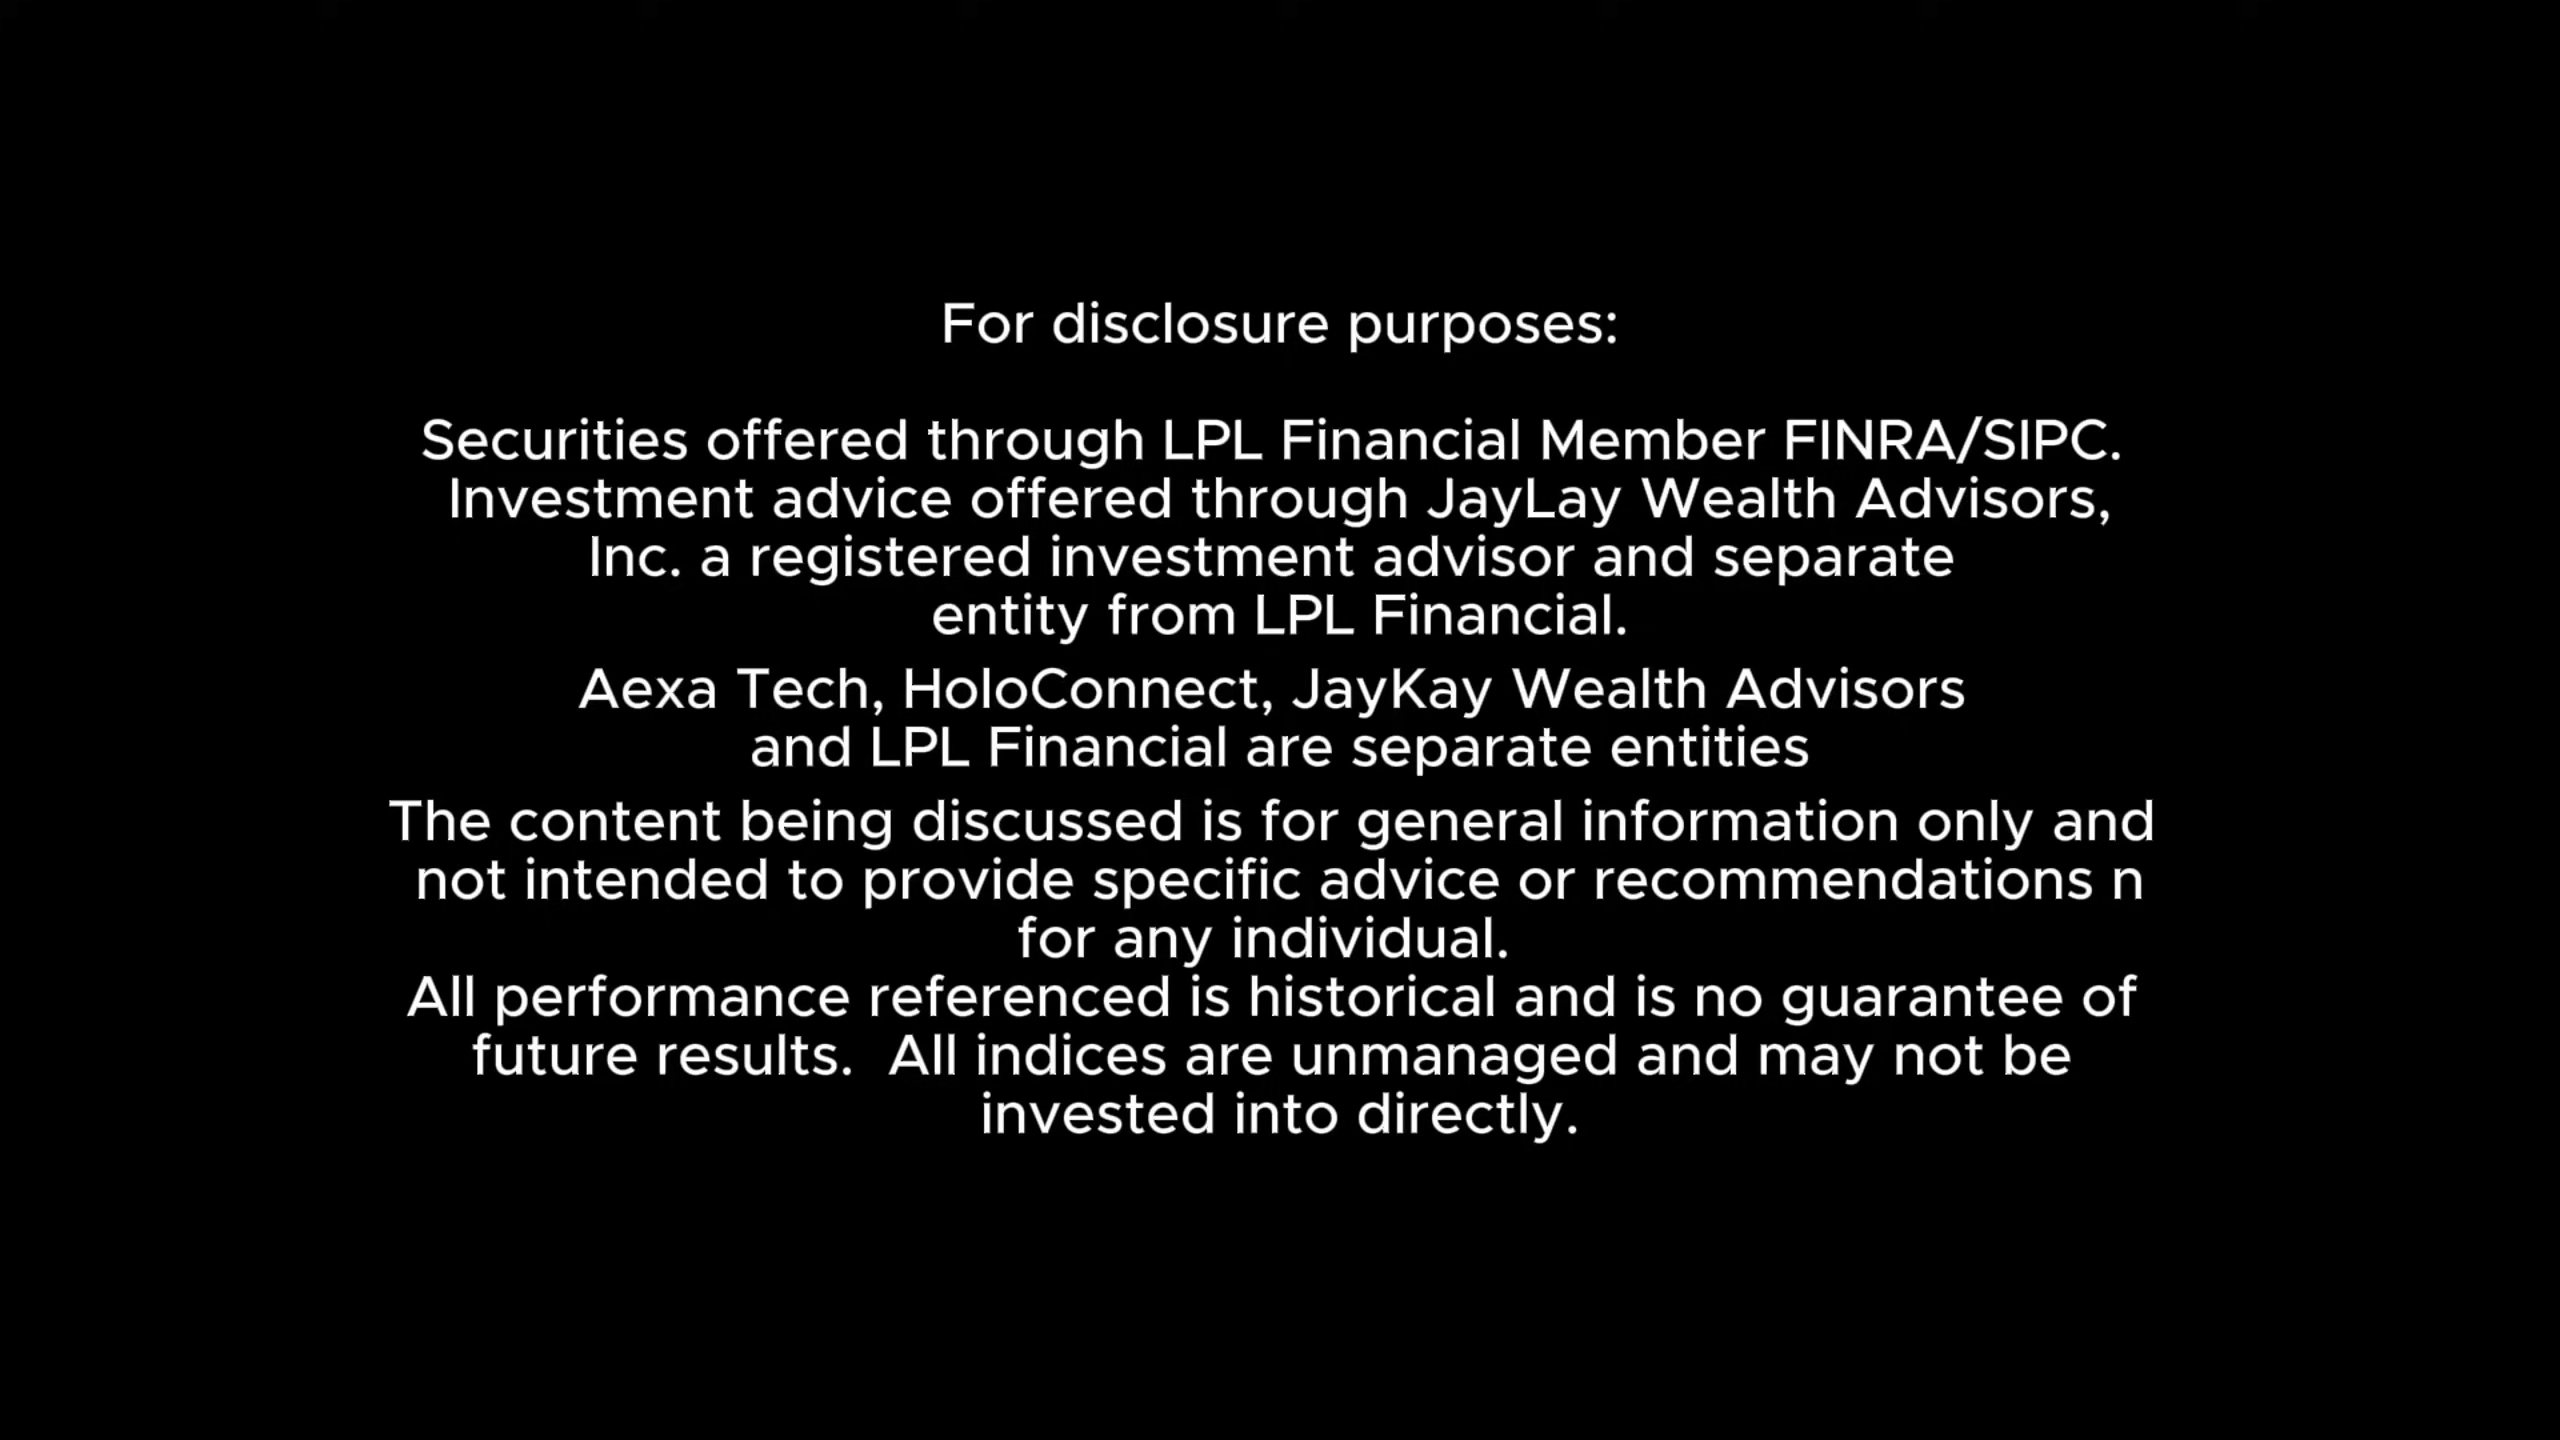 For disclosure purposes:
Securities offered through LPL Financial Member FINRA/SIPC.
Investment advice offered through JayLay Wealth Advisors,
Inc. a registered investment advisor and separate
entity from LPL Financial.
Aexa Tech, HoloConnect, JayKay Wealth Advisors
and LPL Financial are separate entities
The content being discussed is for general information only and
not intended to provide specific advice or recommendations n
for any individual.
All performance referenced is historical and is no guarantee of
future results.  All indices are unmanaged and may not be
invested into directly.